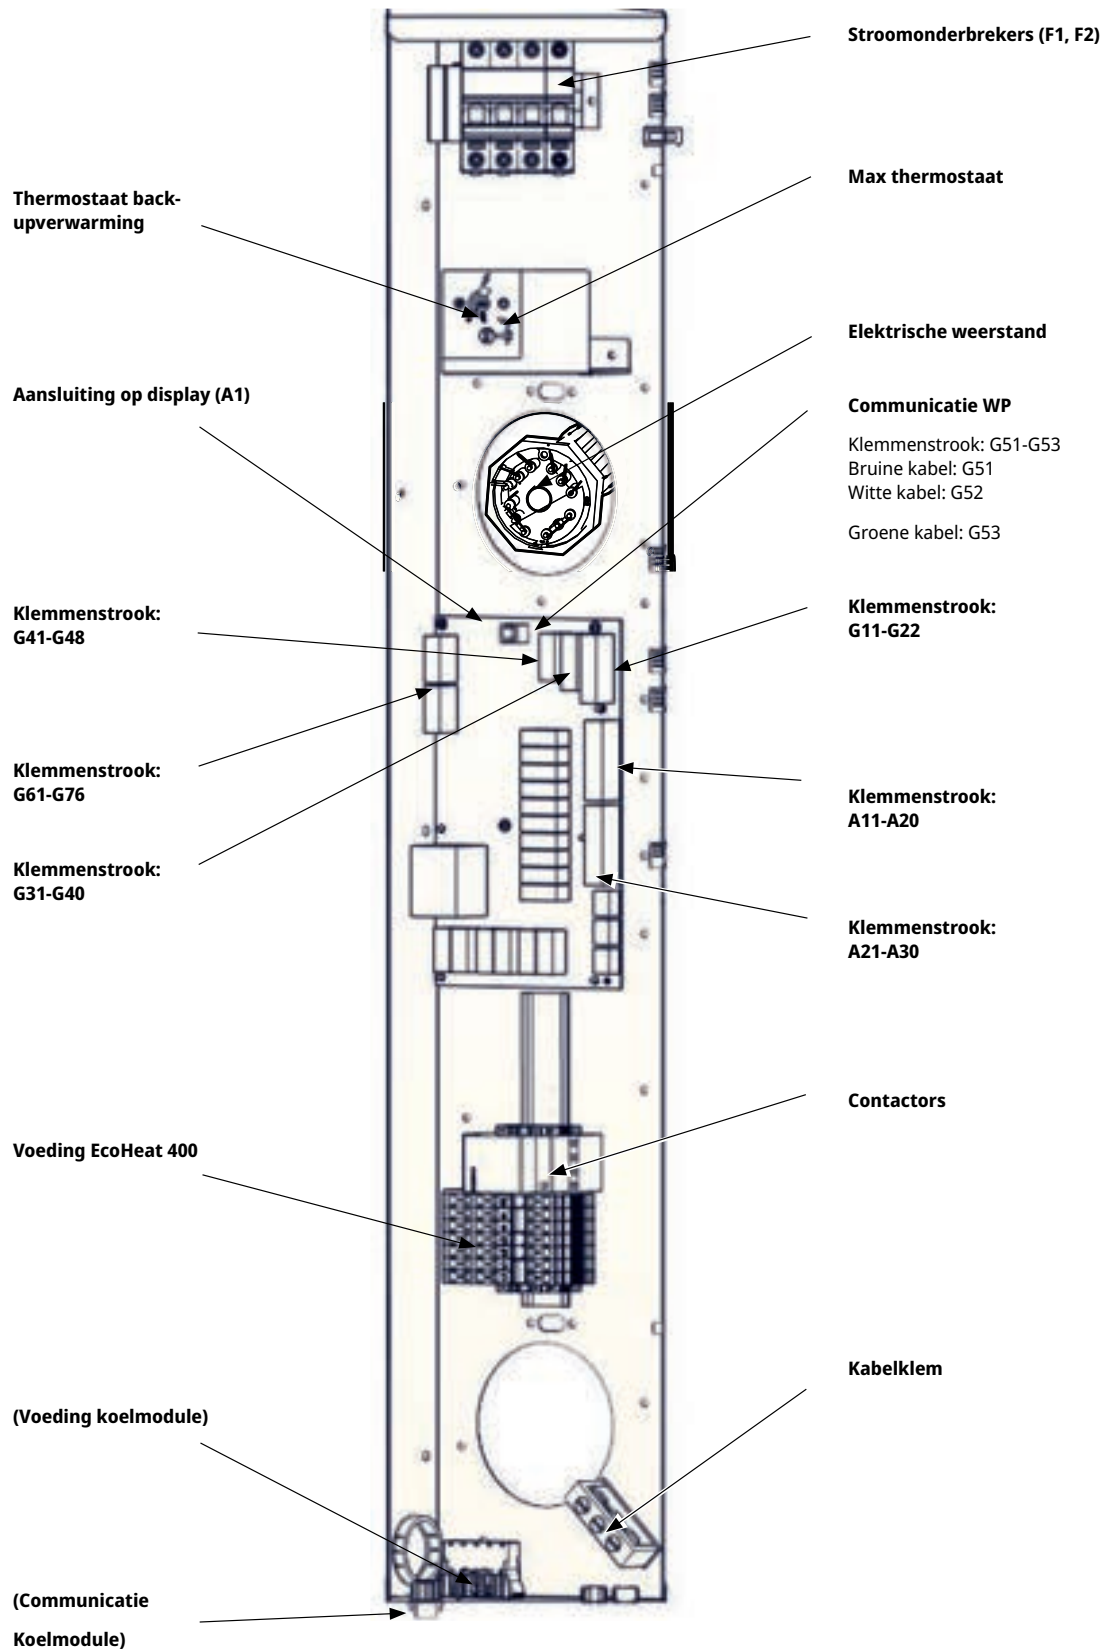 Stroomonderbrekers (F1, F2)
Max thermostaat
Thermostaat back-
upverwarming
Elektrische weerstand
Aansluiting op display (A1)
Communicatie WP
Klemmenstrook: G51-G53
Bruine kabel: G51
Witte kabel: G52
Groene kabel: G53
Klemmenstrook:
G41-G48
Klemmenstrook:
G11-G22
Klemmenstrook:
G61-G76
Klemmenstrook:
A11-A20
Klemmenstrook:
G31-G40
Klemmenstrook:
A21-A30
Contactors
Voeding EcoHeat 400
Kabelklem
(Voeding koelmodule)
(Communicatie
Koelmodule)